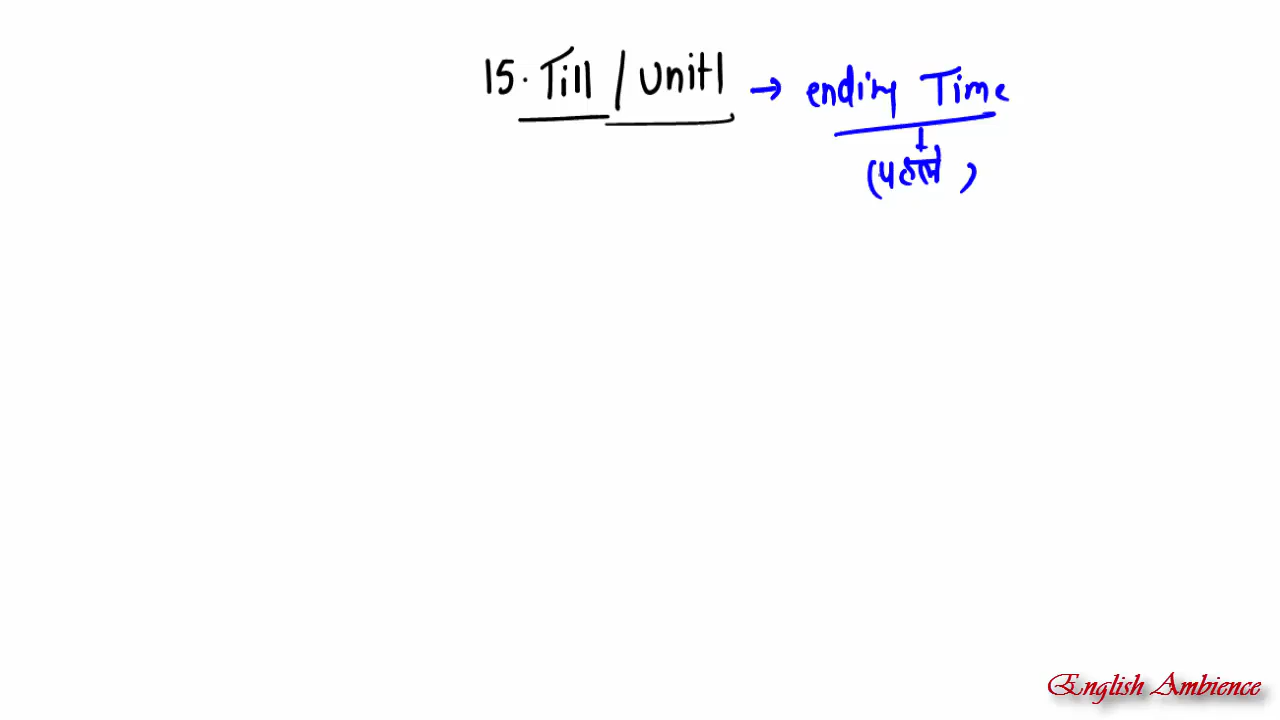 15. Till / Unitl → ending Time
(पहले )
English Ambience